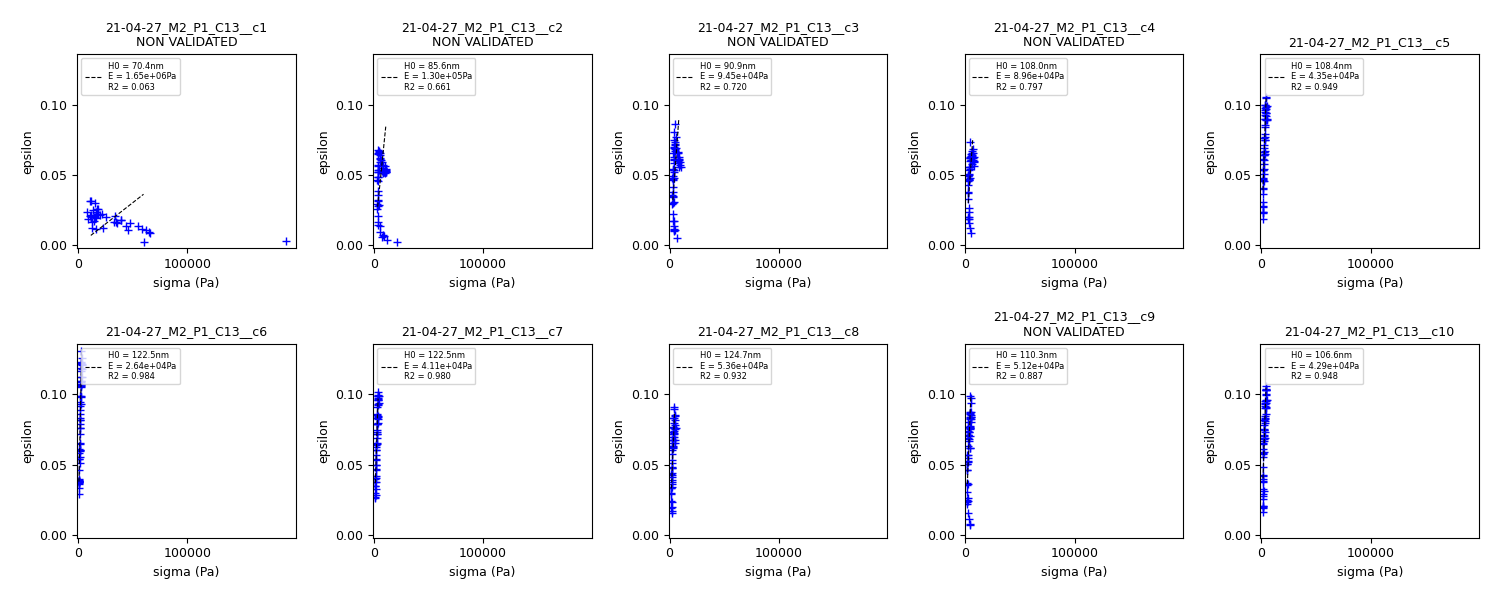 21-04-27_M2_P1_C13__c1
NON VALIDATED
H0 = 70.4nm
E = 1.65e+06Pa
R2 = 0.063
0.10
0.05
0.00
epsilon
0
100000
sigma (Pa)
21-04-27_M2_P1_C13__c2
NON VALIDATED
H0 = 85.6nm
E = 1.30e+05Pa
R2 = 0.661
0.10
0.05
0.00
epsilon
0
100000
sigma (Pa)
21-04-27_M2_P1_C13__c3
NON VALIDATED
H0 = 90.9nm
E = 9.45e+04Pa
R2 = 0.720
0.10
0.05
0.00
epsilon
0
100000
sigma (Pa)
21-04-27_M2_P1_C13__c4
NON VALIDATED
H0 = 108.0nm
E = 8.96e+04Pa
R2 = 0.797
0.10
0.05
0.00
epsilon
0
100000
sigma (Pa)
21-04-27_M2_P1_C13__c5
H0 = 108.4nm
E = 4.35e+04Pa
R2 = 0.949
0.10
0.05
0.00
epsilon
0
100000
sigma (Pa)
21-04-27_M2_P1_C13__c6
H0 = 122.5nm
E = 2.64e+04Pa
R2 = 0.984
0.10
0.05
0.00
epsilon
0
100000
sigma (Pa)
21-04-27_M2_P1_C13__c7
H0 = 122.5nm
E = 4.11e+04Pa
R2 = 0.980
0.10
0.05
0.00
epsilon
0
100000
sigma (Pa)
21-04-27_M2_P1_C13__c8
H0 = 124.7nm
E = 5.36e+04Pa
R2 = 0.932
0.10
0.05
0.00
epsilon
0
100000
sigma (Pa)
21-04-27_M2_P1_C13__c9
NON VALIDATED
H0 = 110.3nm
E = 5.12e+04Pa
R2 = 0.887
0.10
0.05
0.00
epsilon
0
100000
sigma (Pa)
21-04-27_M2_P1_C13__c10
H0 = 106.6nm
E = 4.29e+04Pa
R2 = 0.948
0.10
0.05
0.00
epsilon
0
100000
sigma (Pa)